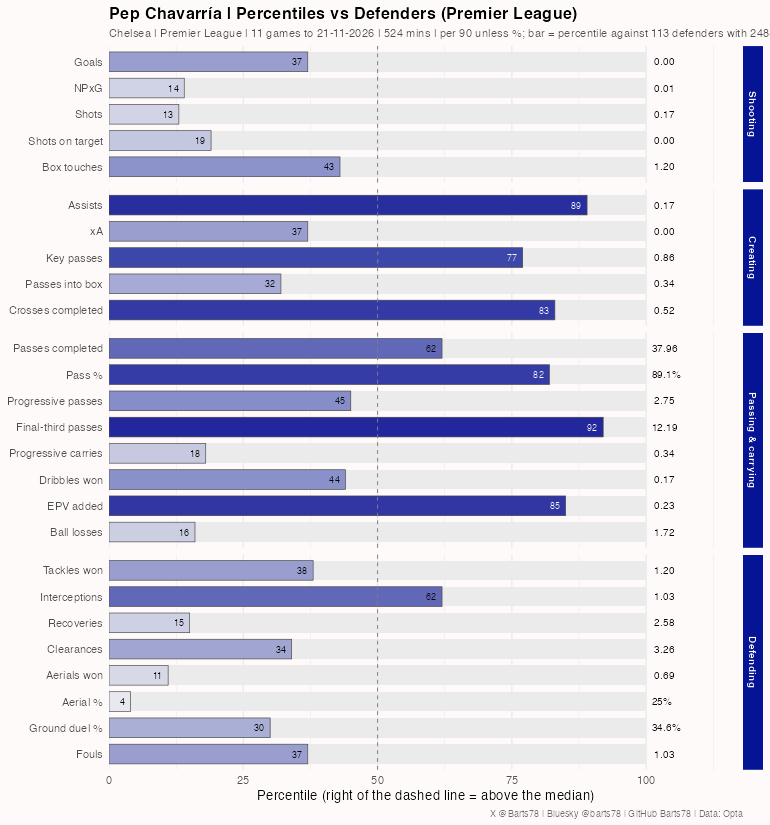 Pep Chavarría | Percentiles vs Defenders (Premier League)
Chelsea | Premier League | 11 games to 21-11-2026 | 524 mins | per 90 unless %; bar = percentile against 113 defenders with 248
Goals 37 0.00
NPxG 14 0.01
Shots 13 0.17
Shots on target 19 0.00
Box touches 43 1.20
Shooting
Assists 89 0.17
xA 37 0.00
Key passes 77 0.86
Passes into box 32 0.34
Crosses completed 83 0.52
Creating
Passes completed 62 37.96
Pass % 82 89.1%
Progressive passes 45 2.75
Final-third passes 92 12.19
Progressive carries 18 0.34
Dribbles won 44 0.17
EPV added 85 0.23
Ball losses 16 1.72
Passing & carrying
Tackles won 38 1.20
Interceptions 62 1.03
Recoveries 15 2.58
Clearances 34 3.26
Aerials won 11 0.69
Aerial % 4 25%
Ground duel % 30 34.6%
Fouls 37 1.03
Defending
0 25 50 75 100
Percentile (right of the dashed line = above the median)
X @Barts78 | Bluesky @barts78 | GitHub Barts78 | Data: Opta